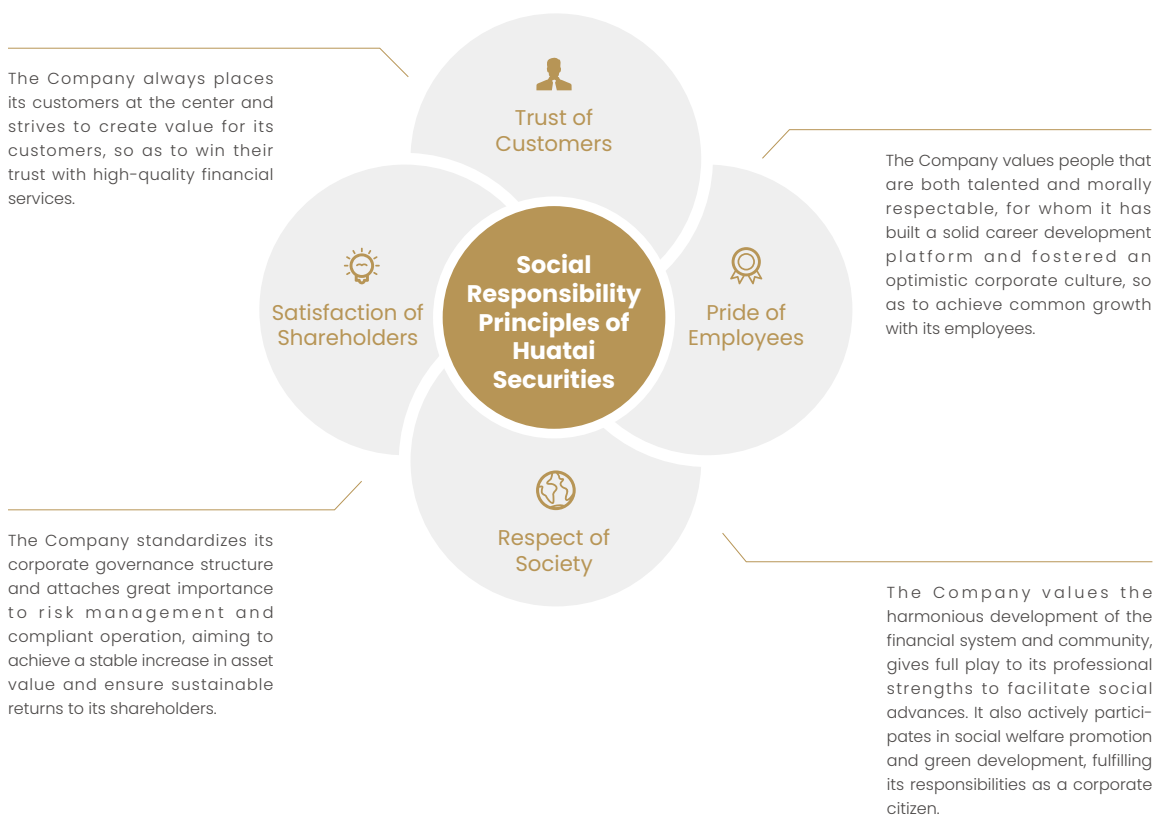 The Company always places
its customers at the center and
strives to create value for its
customers, so as to win their
trust with high-quality financial
services.
Trust of
Customers
The Company values people that
are both talented and morally
respectable, for whom it has
built a solid career development
platform and fostered an
optimistic corporate culture, so
as to achieve common growth
with its employees.
Satisfaction of
Shareholders
Social
Responsibility
Principles of
Huatai
Securities
Pride of
Employees
Respect of
Society
The Company standardizes its
corporate governance structure
and attaches great importance
to risk management and
compliant operation, aiming to
achieve a stable increase in asset
value and ensure sustainable
returns to its shareholders.
The Company values the
harmonious development of the
financial system and community,
gives full play to its professional
strengths to facilitate social
advances. It also actively partici-
pates in social welfare promotion
and green development, fulfilling
its responsibilities as a corporate
citizen.